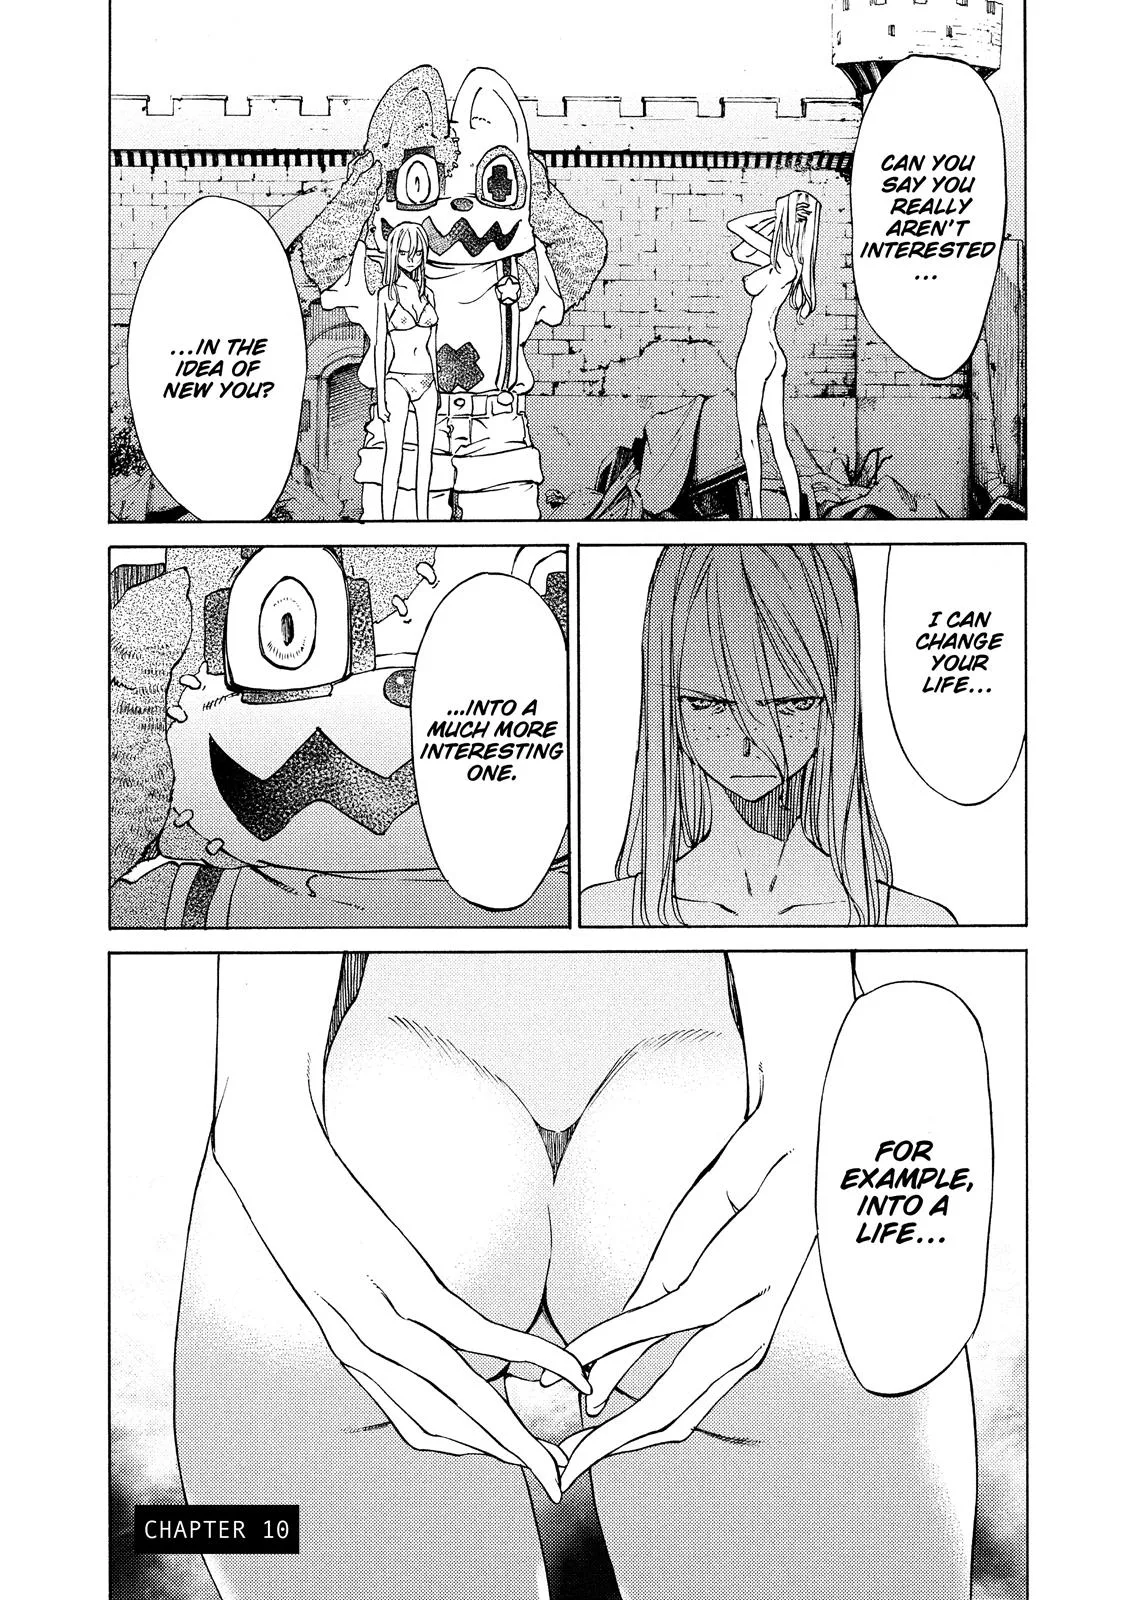 CAN YOU
SAY YOU
REALLY
AREN'T
INTERESTED
...
...IN THE
IDEA OF
NEW YOU?
I CAN
CHANGE
YOUR
LIFE...
...INTO A
MUCH MORE
INTERESTING
ONE.
FOR
EXAMPLE,
INTO A
LIFE...
CHAPTER 10